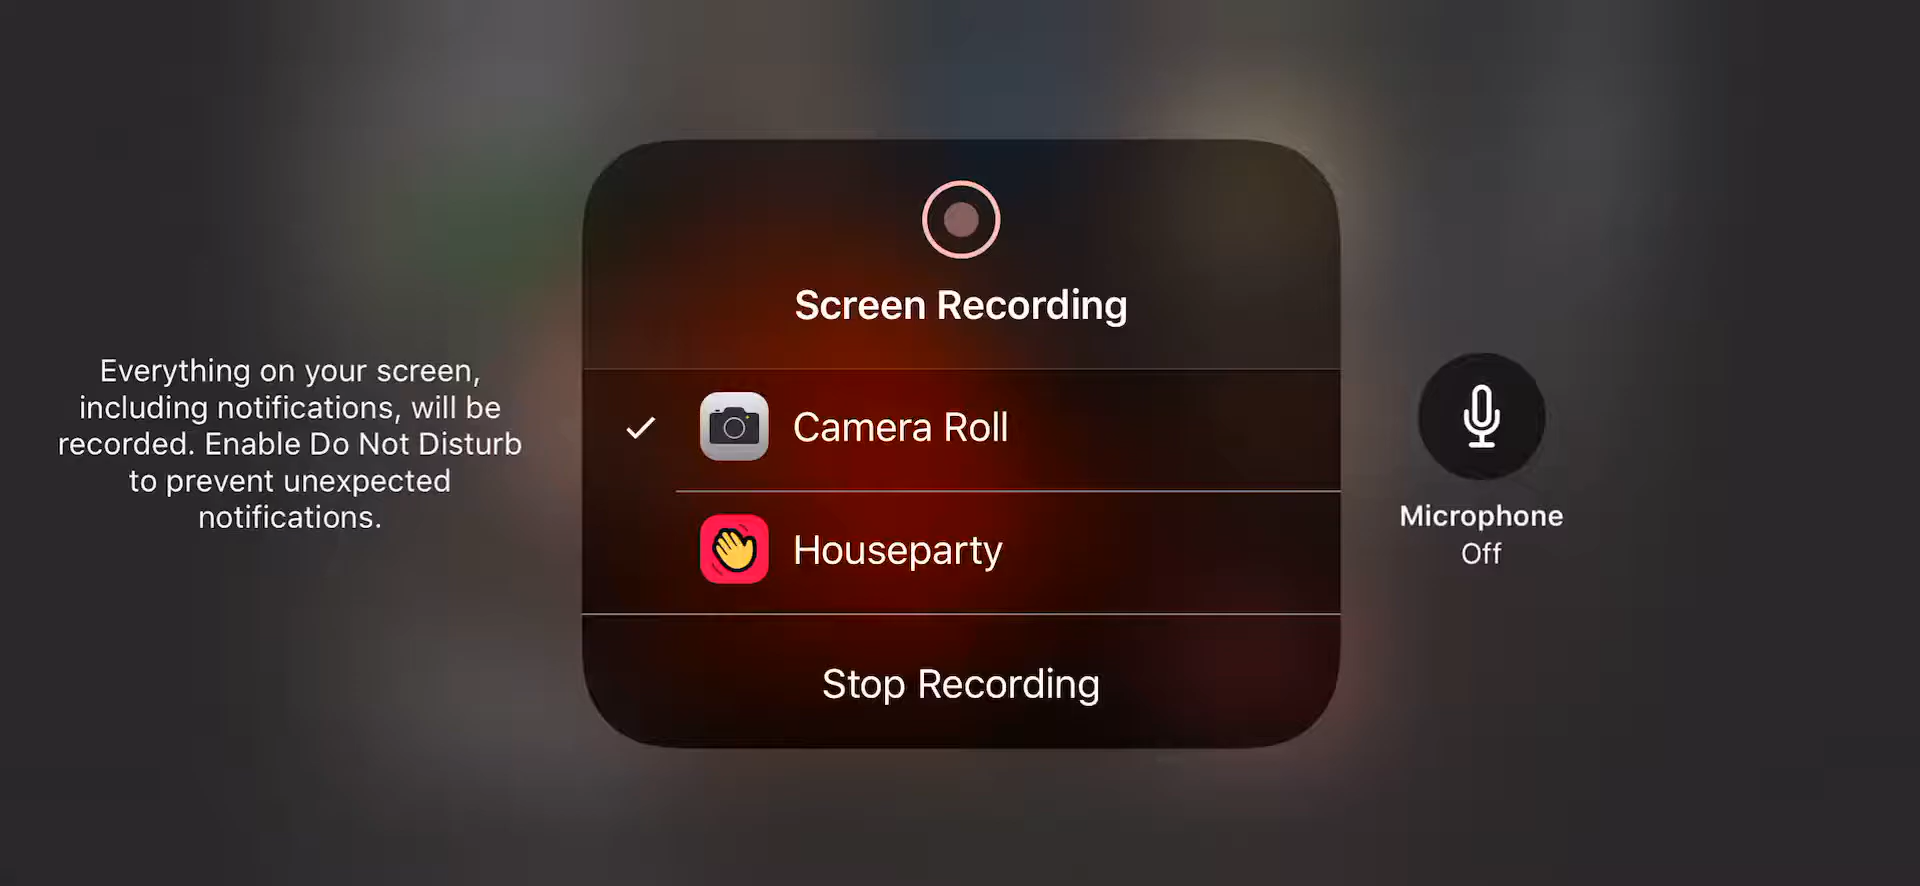 Everything on your screen,
including notifications, will be
recorded. Enable Do Not Disturb
to prevent unexpected
notifications.
Screen Recording
Camera Roll
Houseparty
Stop Recording
Microphone
Off